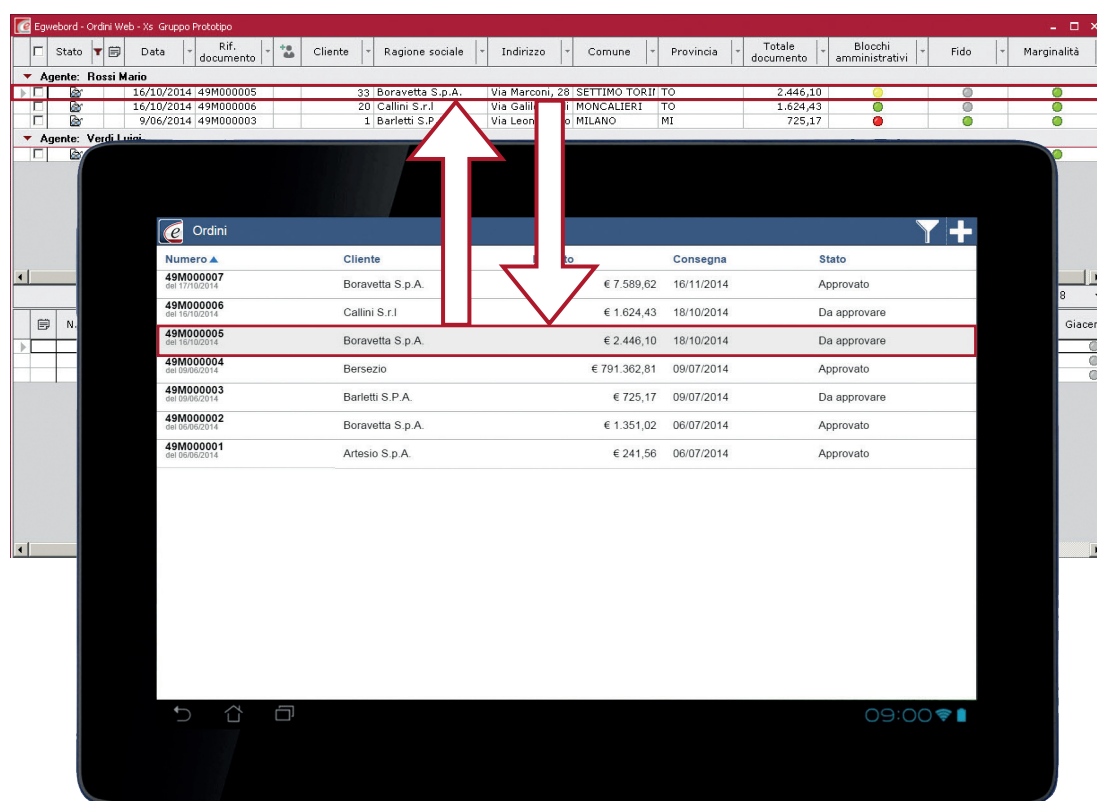 Egwebord - Ordini Web - Xs Gruppo Prototipo
Stato Data Rif. documento Cliente Ragione sociale Indirizzo Comune Provincia Totale documento Blocchi amministrativi Fido Marginalità
Agente: Rossi Mario
16/10/2014 49M000005 33 Boravetta S.p.A. Via Marconi, 28 SETTIMO TORI TO 2.446,10
16/10/2014 49M000006 20 Callini S.r.l Via MONCALIERI TO 1.624,43
9/06/2014 49M000003 1 Barletti S.P Via MILANO MI 725,17
Agente: Verdi Luigi
e Ordini
Numero Cliente Consegna Stato
49M000007
del 17/10/2014 Boravetta S.p.A. € 7.589,62 16/11/2014 Approvato
49M000006
del 16/10/2014 Callini S.r.l € 1.624,43 18/10/2014 Da approvare
49M000005
del 16/10/2014 Boravetta S.p.A. € 2.446,10 18/10/2014 Da approvare
49M000004
del 09/06/2014 Bersezio € 791.362,81 09/07/2014 Approvato
49M000003
del 09/06/2014 Barletti S.P.A. € 725,17 09/07/2014 Da approvare
49M000002
del 06/06/2014 Boravetta S.p.A. € 1.351,02 06/07/2014 Approvato
49M000001
del 06/06/2014 Artesio S.p.A. € 241,56 06/07/2014 Approvato
8
N. Giacen
09:00